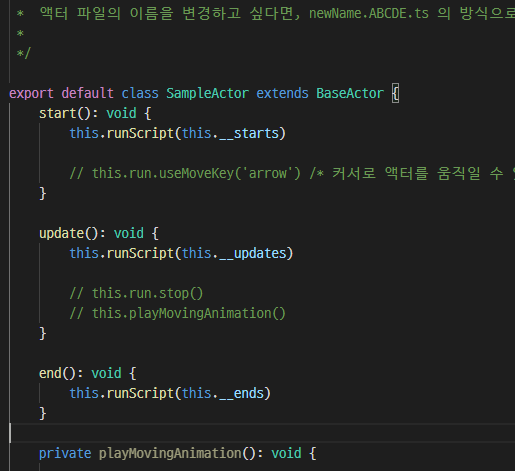 * 액터 파일의 이름을 변경하고 싶다면, newName.ABCDE.ts 의 방식으로
*
*/
export default class SampleActor extends BaseActor {
start(): void {
this.runScript(this.__starts)
// this.run.useMoveKey('arrow') /* 커서로 액터를 움직일 수
}
update(): void {
this.runScript(this.__updates)
// this.run.stop()
// this.playMovingAnimation()
}
end(): void {
this.runScript(this.__ends)
}
private playMovingAnimation(): void {